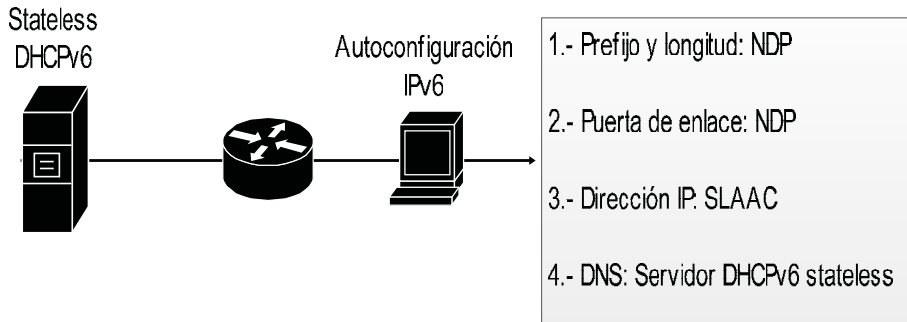 Stateless
DHCPv6
Autoconfiguración
IPv6
1.- Prefijo y longitud: NDP
2.- Puerta de enlace: NDP
3.- Dirección IP: SLAAC
4.- DNS: Servidor DHCPv6 stateless